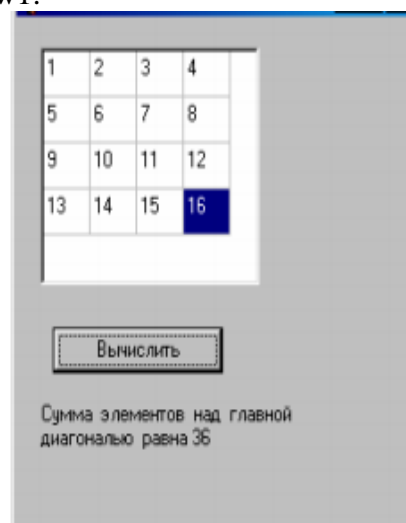 1 2 3 4
5 6 7 8
9 10 11 12
13 14 15 16
Вычислить
Сумма элементов над главной
диагональю равна 36